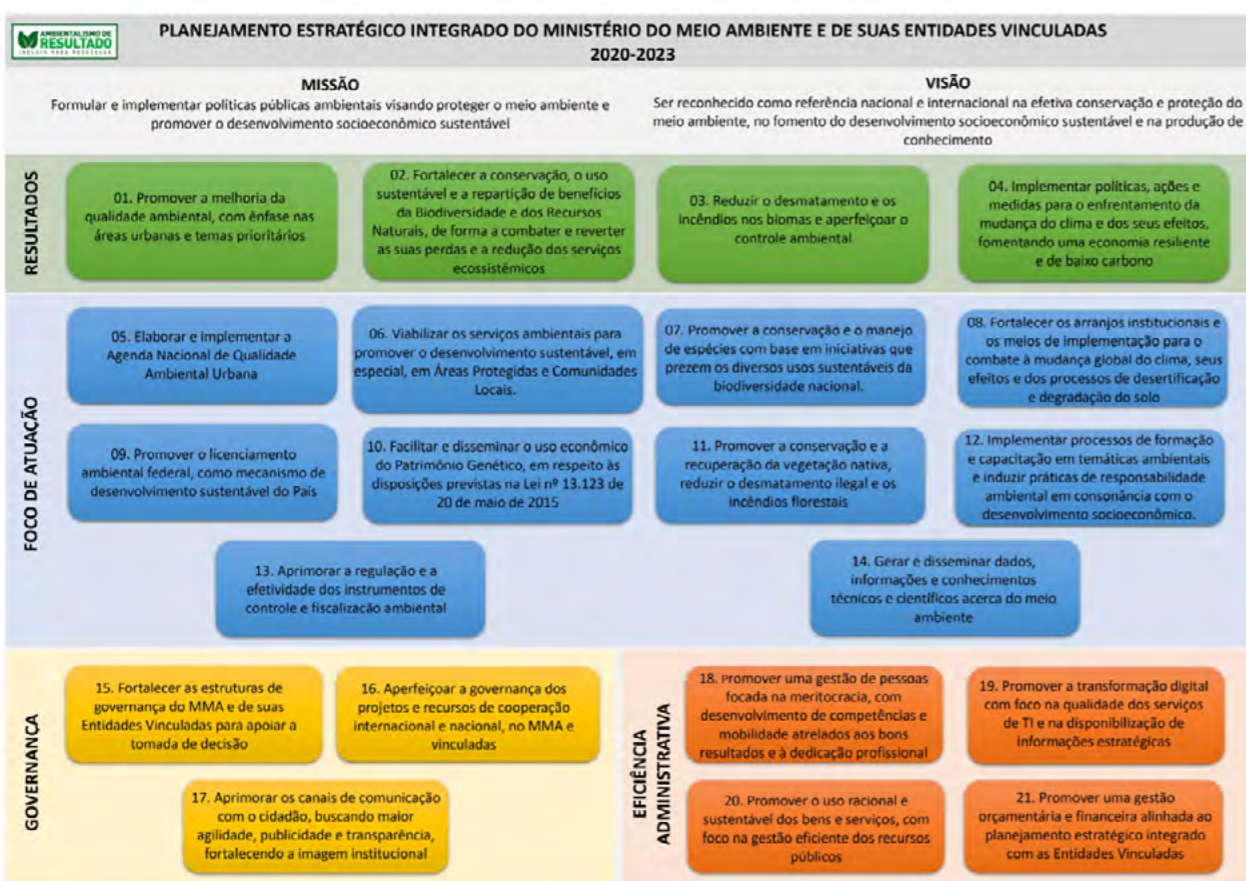 AMBIENTALISMO DE
RESULTADO
PLANEJAMENTO ESTRATÉGICO INTEGRADO DO MINISTÉRIO DO MEIO AMBIENTE E DE SUAS ENTIDADES VINCULADAS
2020-2023
MISSÃO
Formular e implementar políticas públicas ambientais visando proteger o meio ambiente e
promover o desenvolvimento socioeconômico sustentável
VISÃO
Ser reconhecido como referência nacional e internacional na efetiva conservação e proteção do
meio ambiente, no fomento do desenvolvimento socioeconômico sustentável e na produção de
conhecimento
RESULTADOS
01. Promover a melhoria da
qualidade ambiental, com ênfase nas
áreas urbanas e temas prioritários
02. Fortalecer a conservação, o uso
sustentável e a repartição de benefícios
da Biodiversidade e dos Recursos
Naturais, de forma a combater e reverter
as suas perdas e a redução dos serviços
ecossistêmicos
03. Reduzir o desmatamento e os
incêndios nos biomas e aperfeiçoar o
controle ambiental
04. Implementar políticas, ações e
medidas para o enfrentamento da
mudança do clima e dos seus efeitos,
fomentando uma economia resiliente
e de baixo carbono
FOCO DE ATUAÇÃO
05. Elaborar e implementar a
Agenda Nacional de Qualidade
Ambiental Urbana
06. Viabilizar os serviços ambientais para
promover o desenvolvimento sustentável, em
especial, em Áreas Protegidas e Comunidades
Locais.
07. Promover a conservação e o manejo
de espécies com base em iniciativas que
prezem os diversos usos sustentáveis da
biodiversidade nacional.
08. Fortalecer os arranjos institucionais e
os meios de implementação para o
combate à mudança global do clima, seus
efeitos e dos processos de desertificação
e degradação do solo
09. Promover o licenciamento
ambiental federal, como mecanismo de
desenvolvimento sustentável do País
10. Facilitar e disseminar o uso econômico
do Patrimônio Genético, em respeito às
disposições previstas na Lei nº 13.123 de
20 de maio de 2015
11. Promover a conservação e a
recuperação da vegetação nativa,
reduzir o desmatamento ilegal e os
incêndios florestais
12. Implementar processos de formação
e capacitação em temáticas ambientais
e induzir práticas de responsabilidade
ambiental em consonância com o
desenvolvimento socioeconômico.
13. Aprimorar a regulação e a
efetividade dos instrumentos de
controle e fiscalizacão ambiental
14. Gerar e disseminar dados,
informações e conhecimentos
técnicos e científicos acerca do meio
ambiente
GOVERNANÇA
15. Fortalecer as estruturas de
governança do MMA e de suas
Entidades Vinculadas para apoiar a
tomada de decisão
16. Aperfeiçoar a governança dos
projetos e recursos de cooperação
internacional e nacional, no MMA e
vinculadas
17. Aprimorar os canais de comunicação
com o cidadão, buscando maior
agilidade, publicidade e transparência,
fortalecendo a imagem institucional
EFICIÊNCIA
ADMINISTRATIVA
18. Promover uma gestão de pessoas
focada na meritocracia, com
desenvolvimento de competências e
mobilidade atrelados aos bons
resultados e à dedicação profissional
19. Promover a transformação digital
com foco na qualidade dos serviços
de TI e na disponibilização de
informações estratégicas
20. Promover o uso racional e
sustentável dos bens e serviços, com
foco na gestão eficiente dos recursos
públicos
21. Promover uma gestão
orçamentária e financeira alinhada ao
planejamento estratégico integrado
com as Entidades Vinculadas